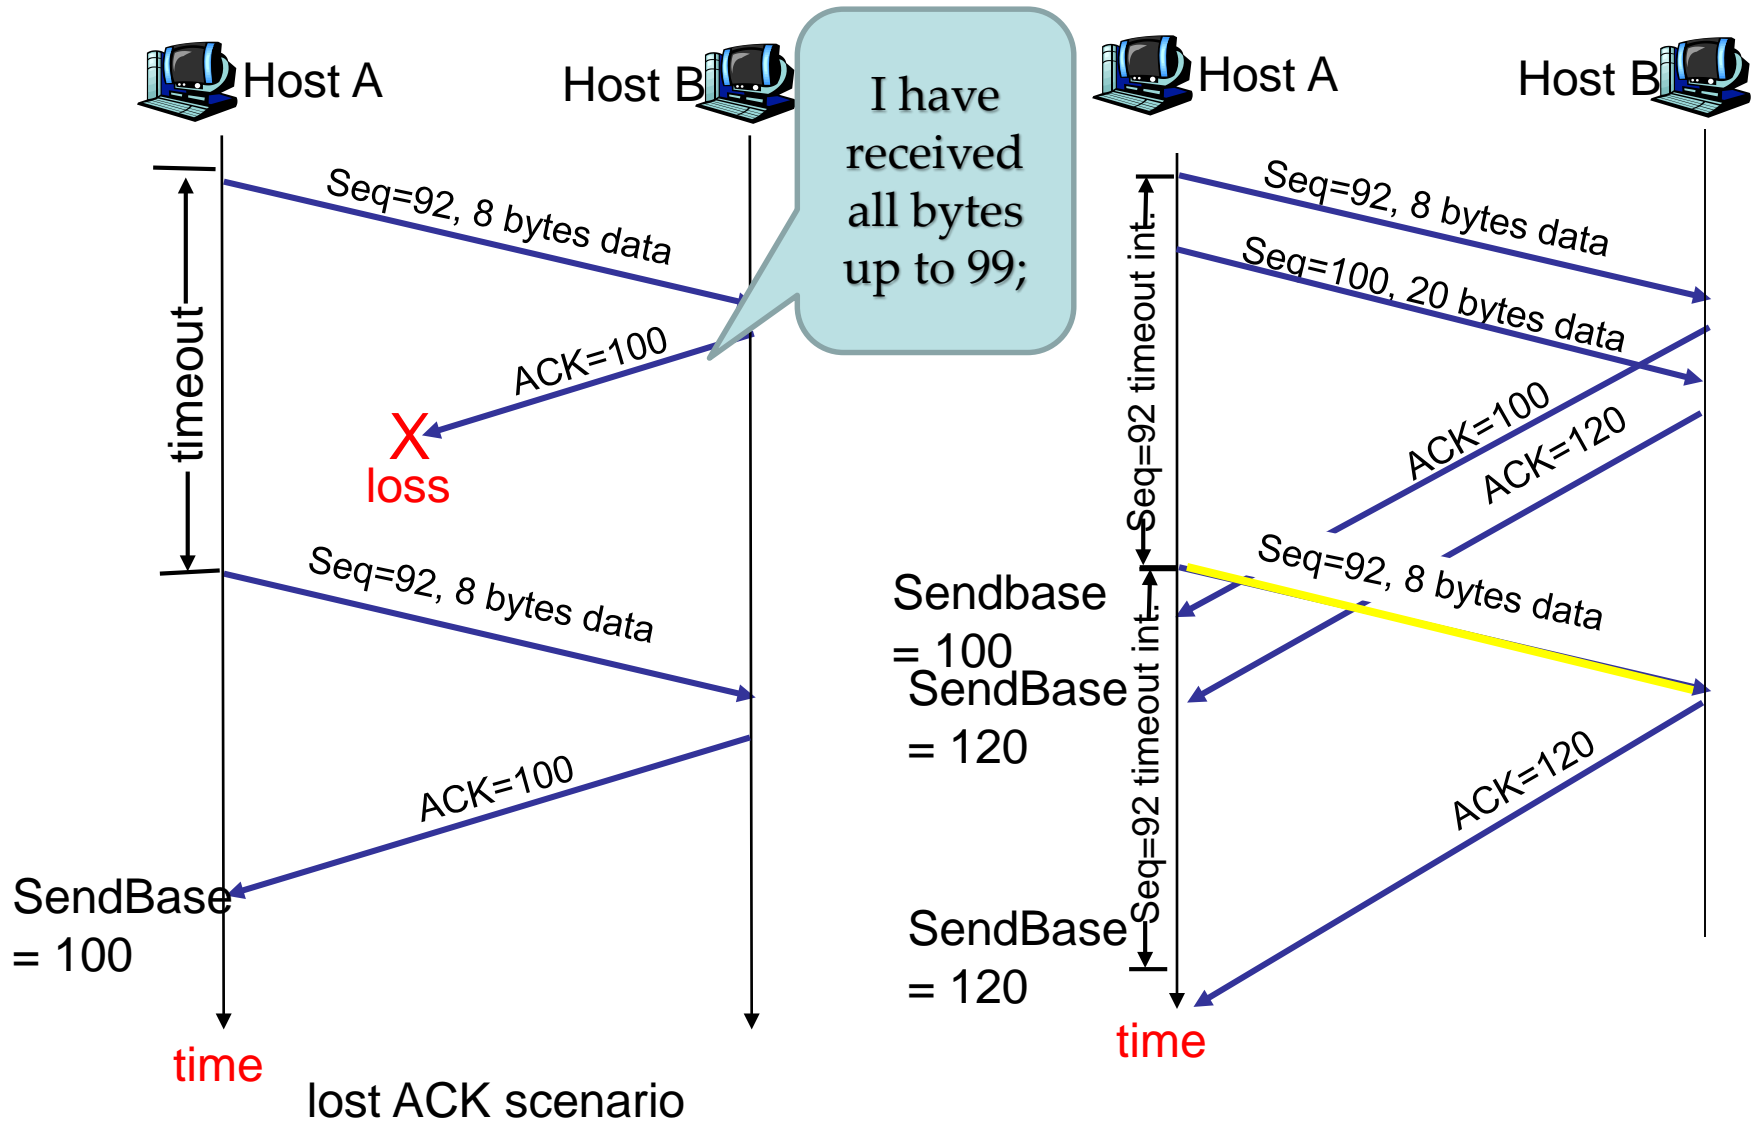 Host A
Host B
I have
received
all bytes
up to 99;
Seq=92, 8 bytes data
timeout
ACK=100
X
loss
Seq=92, 8 bytes data
ACK=100
SendBase
= 100
time
lost ACK scenario
Host A
Host B
Seq=92, 8 bytes data
Seq=100, 20 bytes data
Seq=92 timeout int.
ACK=100
ACK=120
Seq=92, 8 bytes data
Sendbase
= 100
SendBase
= 120
Seq=92 timeout int.
ACK=120
SendBase
= 120
time